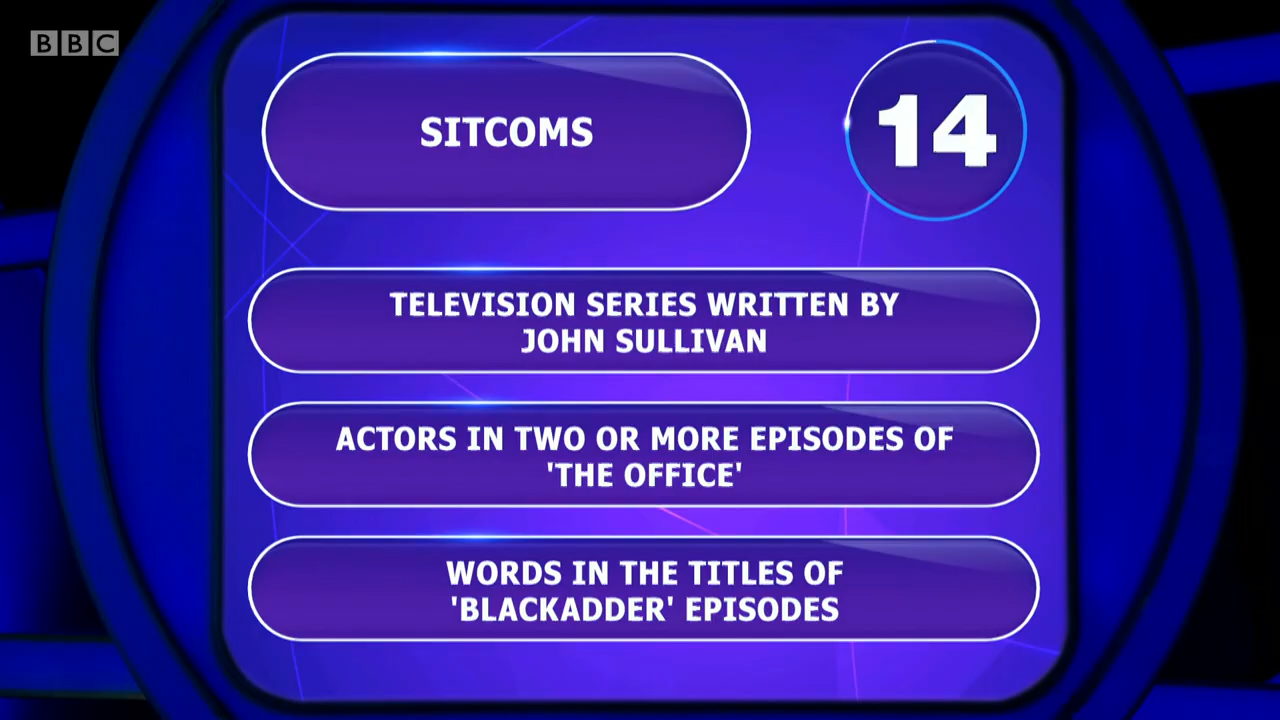 BBC
SITCOMS
14
TELEVISION SERIES WRITTEN BY
JOHN SULLIVAN
ACTORS IN TWO OR MORE EPISODES OF
'THE OFFICE'
WORDS IN THE TITLES OF
'BLACKADDER' EPISODES